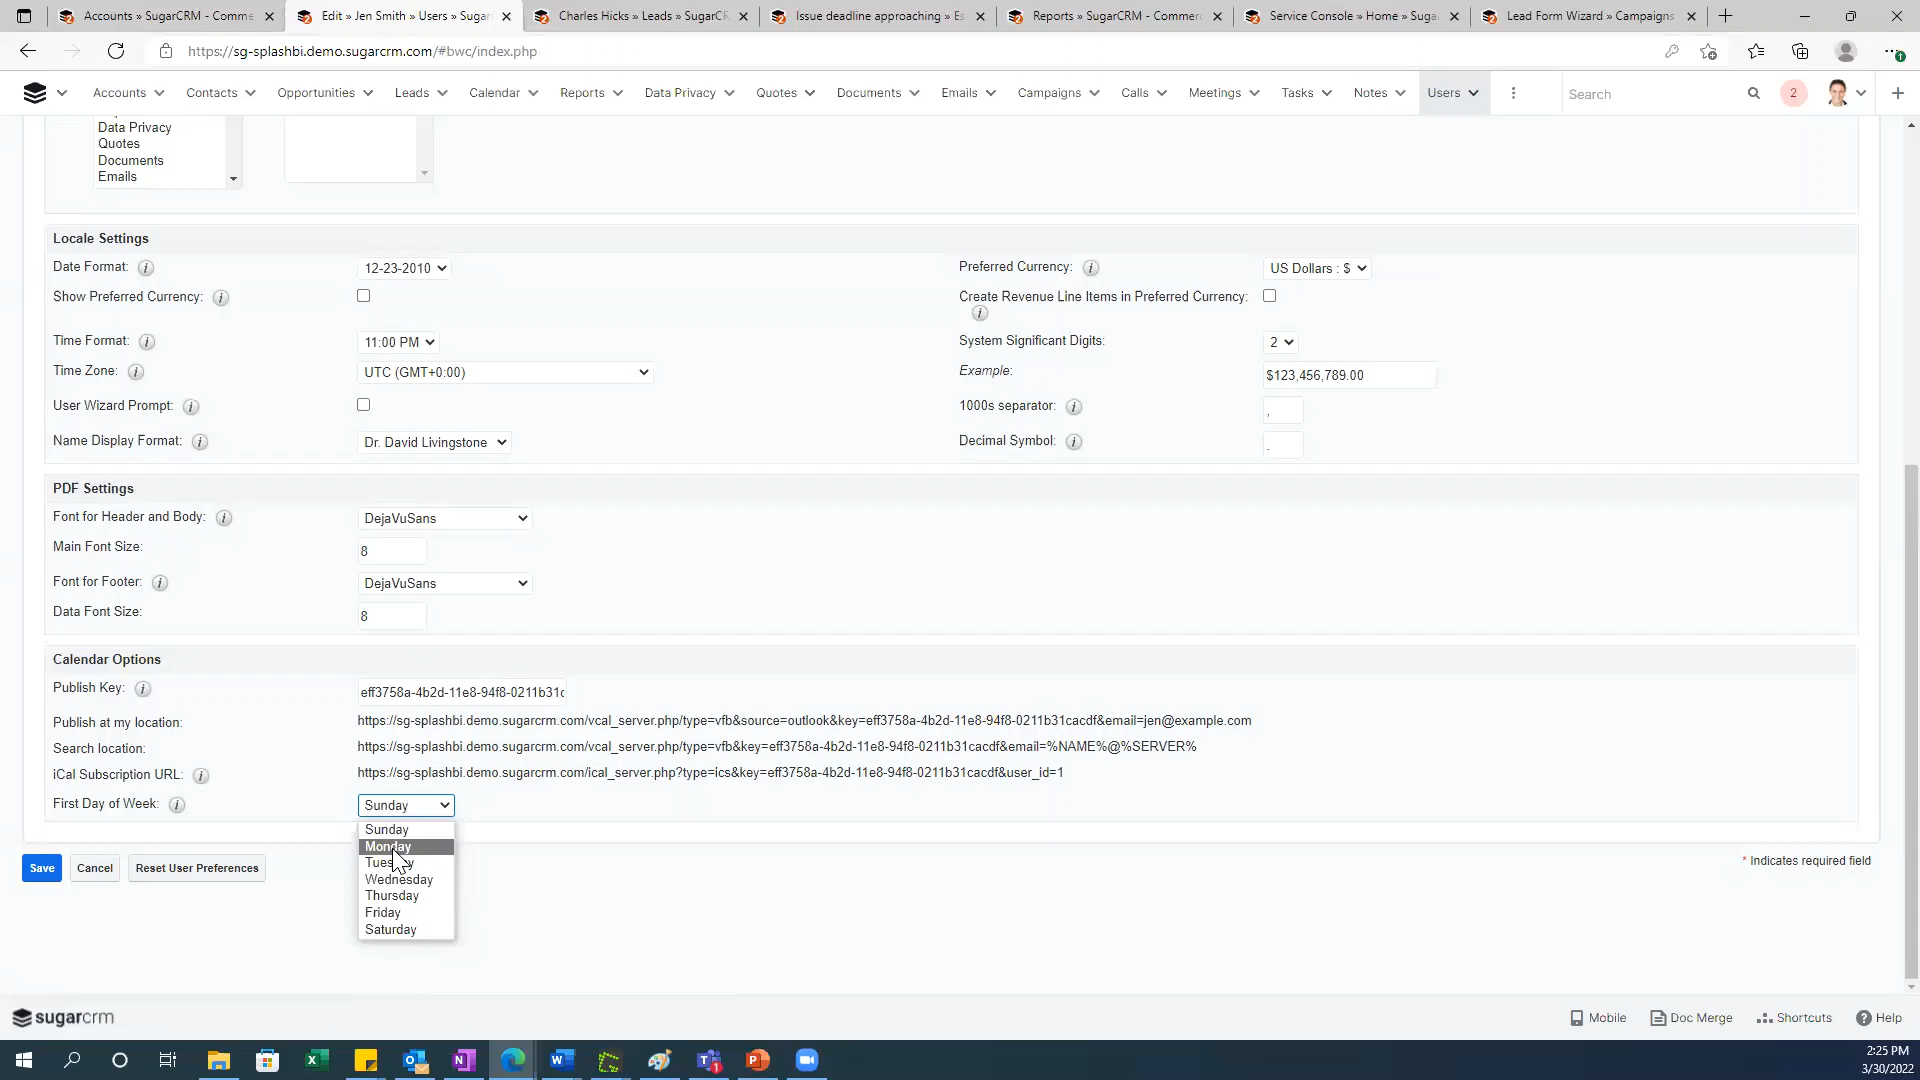 Accounts » SugarCRM - Comme
Edit » Jen Smith » Users » Sugar
Charles Hicks » Leads » SugarCR
Issue deadline approaching » Es
Reports » SugarCRM - Commerc
Service Console » Home » Suga
Lead Form Wizard » Campaigns
https://sg-splashbi.demo.sugarcrm.com/#bwc/index.php
Accounts
Contacts
Opportunities
Leads
Calendar
Reports
Data Privacy
Quotes
Documents
Emails
Campaigns
Calls
Meetings
Tasks
Notes
Users
Search
2
Data Privacy
Quotes
Documents
Emails
Locale Settings
Date Format: 12-23-2010
Preferred Currency: US Dollars : $
Show Preferred Currency:
Create Revenue Line Items in Preferred Currency:
Time Format: 11:00 PM
System Significant Digits: 2
Time Zone: UTC (GMT+0:00)
Example: $123,456,789.00
User Wizard Prompt:
1000s separator: ,
Name Display Format: Dr. David Livingstone
Decimal Symbol: .
PDF Settings
Font for Header and Body: DejaVuSans
Main Font Size: 8
Font for Footer: DejaVuSans
Data Font Size: 8
Calendar Options
Publish Key: eff3758a-4b2d-11e8-94f8-0211b31c
Publish at my location: https://sg-splashbi.demo.sugarcrm.com/vcal_server.php/type=vfb&source=outlook&key=eff3758a-4b2d-11e8-94f8-0211b31cacdf&email=jen@example.com
Search location: https://sg-splashbi.demo.sugarcrm.com/vcal_server.php/type=vfb&key=eff3758a-4b2d-11e8-94f8-0211b31cacdf&email=%NAME%@%SERVER%
iCal Subscription URL: https://sg-splashbi.demo.sugarcrm.com/ical_server.php?type=ics&key=eff3758a-4b2d-11e8-94f8-0211b31cacdf&user_id=1
First Day of Week: Sunday
Sunday
Monday
Tuesday
Wednesday
Thursday
Friday
Saturday
Save
Cancel
Reset User Preferences
* Indicates required field
sugarcrm
Mobile
Doc Merge
Shortcuts
Help
2:25 PM
3/30/2022